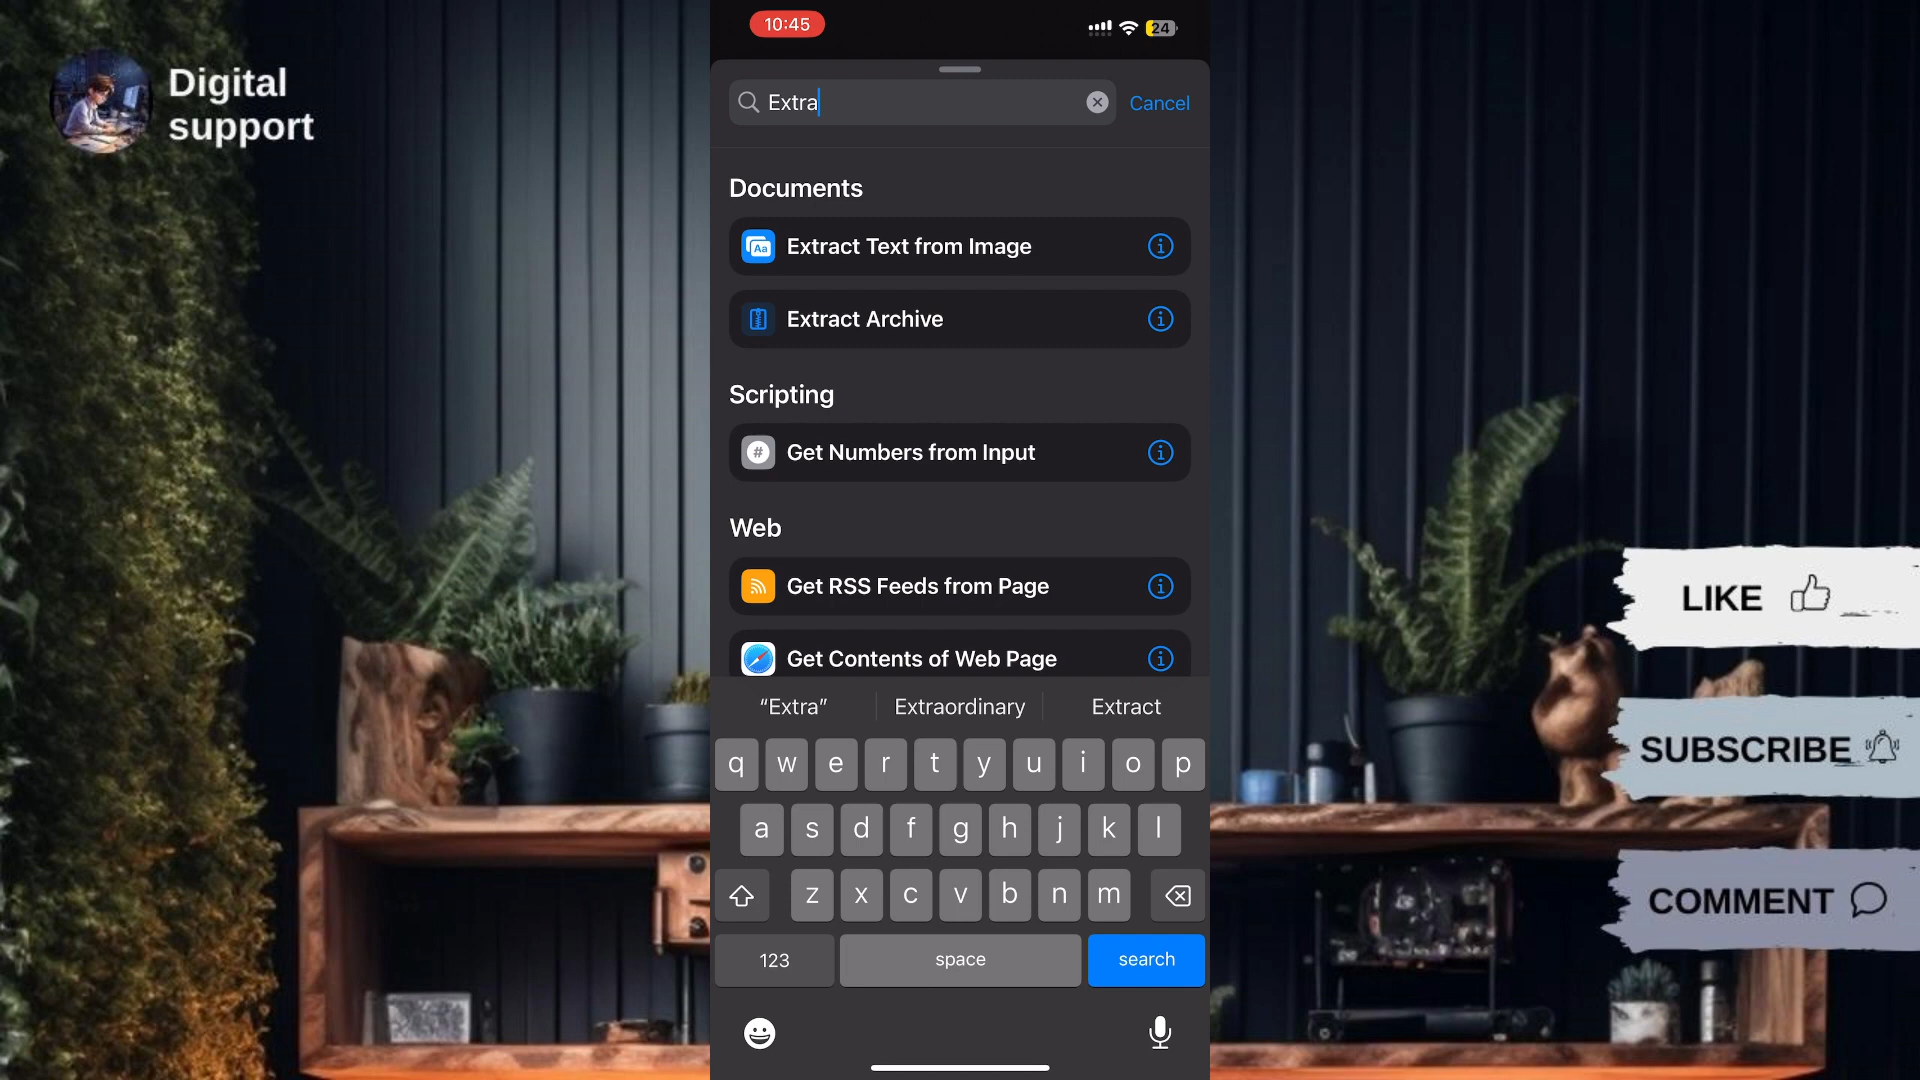 Digital
support
10:45
24
Extra
Cancel
Documents
Extract Text from Image
Extract Archive
Scripting
Get Numbers from Input
Web
Get RSS Feeds from Page
Get Contents of Web Page
“Extra” Extraordinary Extract
q w e r t y u i o p
a s d f g h j k l
z x c v b n m
123 space search
LIKE
SUBSCRIBE
COMMENT